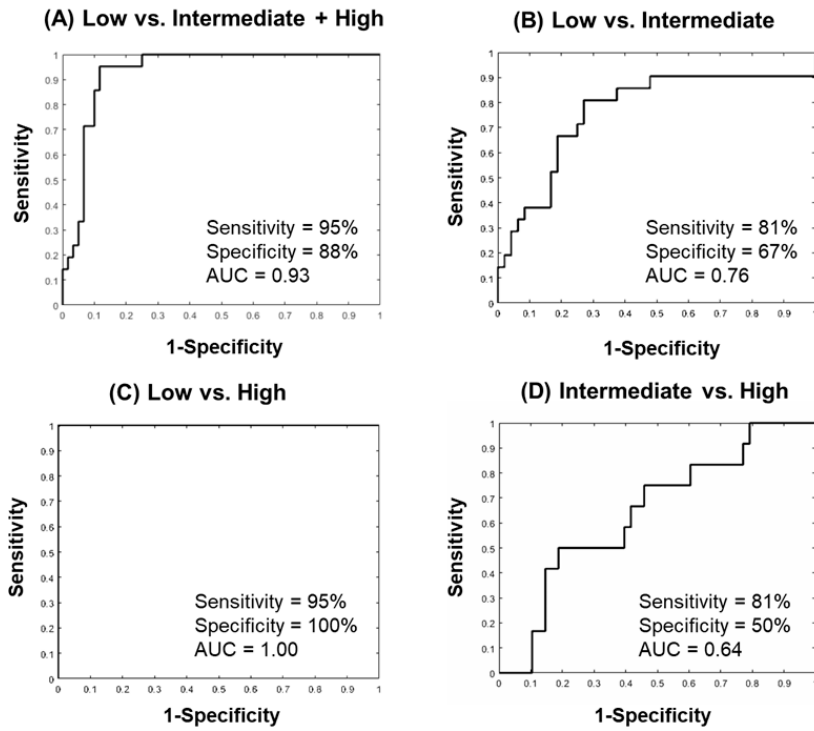 (A) Low vs. Intermediate + High
1
0.9
0.8
0.7
0.6
0.5
0.4
0.3
0.2
0.1
0
Sensitivity
Sensitivity = 95%
Specificity = 88%
AUC = 0.93
0 0.1 0.2 0.3 0.4 0.5 0.6 0.7 0.8 0.9 1
1-Specificity
(B) Low vs. Intermediate
1
0.9
0.8
0.7
0.6
0.5
0.4
0.3
0.2
0.1
0
Sensitivity
Sensitivity = 81%
Specificity = 67%
AUC = 0.76
0 0.1 0.2 0.3 0.4 0.5 0.6 0.7 0.8 0.9 1
1-Specificity
(C) Low vs. High
1
0.9
0.8
0.7
0.6
0.5
0.4
0.3
0.2
0.1
0
Sensitivity
Sensitivity = 95%
Specificity = 100%
AUC = 1.00
0 0.1 0.2 0.3 0.4 0.5 0.6 0.7 0.8 0.9 1
1-Specificity
(D) Intermediate vs. High
1
0.9
0.8
0.7
0.6
0.5
0.4
0.3
0.2
0.1
0
Sensitivity
Sensitivity = 81%
Specificity = 50%
AUC = 0.64
0 0.1 0.2 0.3 0.4 0.5 0.6 0.7 0.8 0.9 1
1-Specificity